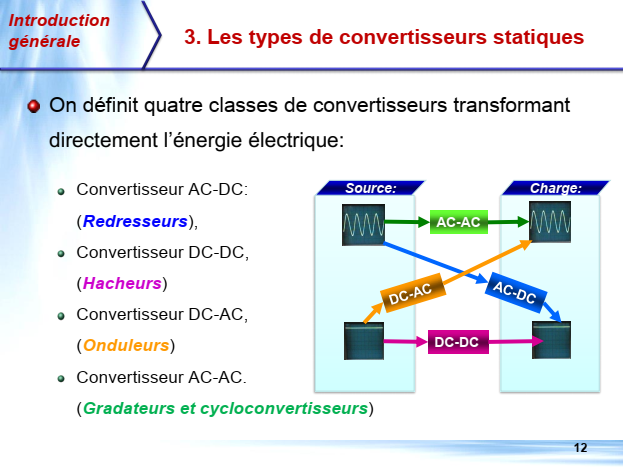 Introduction
générale
3. Les types de convertisseurs statiques
On définit quatre classes de convertisseurs transformant
directement l’énergie électrique:
Convertisseur AC-DC:
(Redresseurs),
Convertisseur DC-DC,
(Hacheurs)
Convertisseur DC-AC,
(Onduleurs)
Convertisseur AC-AC.
(Gradateurs et cycloconvertisseurs)
Source:
Charge:
AC-AC
DC-AC
AC-DC
DC-DC
12